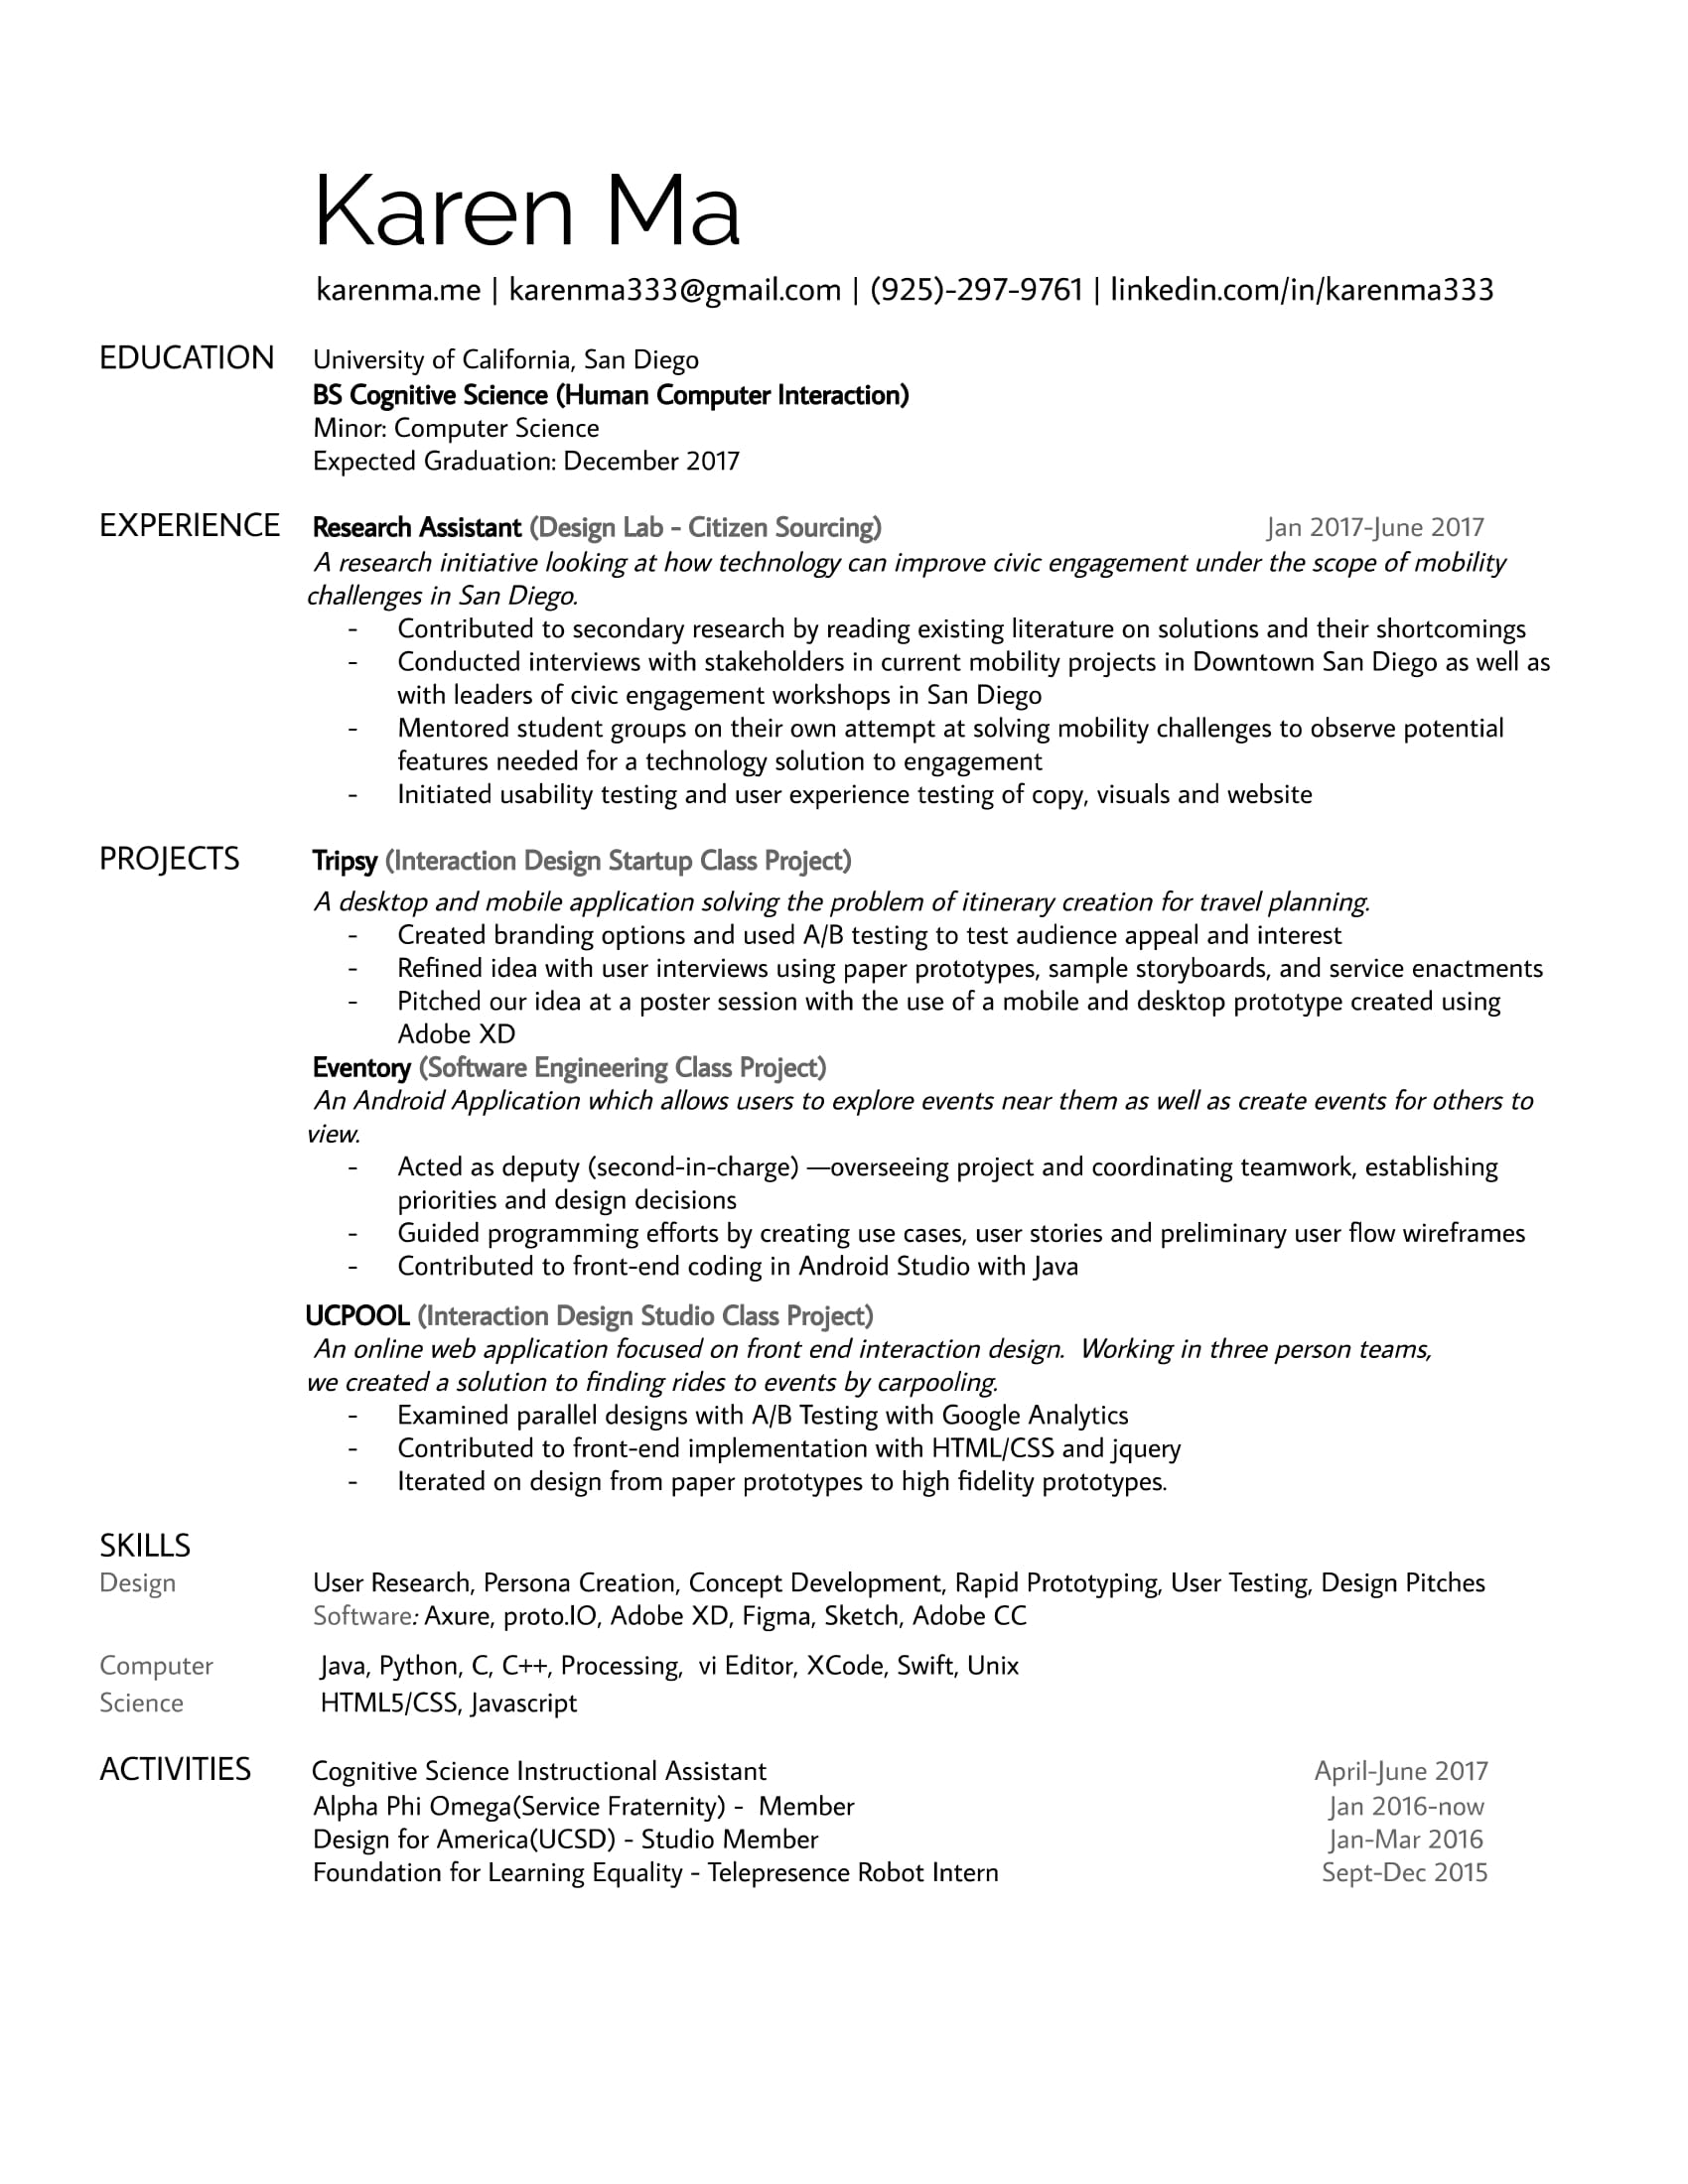 Karen Ma
karenma.me | karenma333@gmail.com | (925)-297-9761 | linkedin.com/in/karenma333
EDUCATION
University of California, San Diego
BS Cognitive Science (Human Computer Interaction)
Minor: Computer Science
Expected Graduation: December 2017
EXPERIENCE
Research Assistant (Design Lab - Citizen Sourcing) Jan 2017-June 2017
A research initiative looking at how technology can improve civic engagement under the scope of mobility
challenges in San Diego.
- Contributed to secondary research by reading existing literature on solutions and their shortcomings
- Conducted interviews with stakeholders in current mobility projects in Downtown San Diego as well as
with leaders of civic engagement workshops in San Diego
- Mentored student groups on their own attempt at solving mobility challenges to observe potential
features needed for a technology solution to engagement
- Initiated usability testing and user experience testing of copy, visuals and website
PROJECTS
Tripsy (Interaction Design Startup Class Project)
A desktop and mobile application solving the problem of itinerary creation for travel planning.
- Created branding options and used A/B testing to test audience appeal and interest
- Refined idea with user interviews using paper prototypes, sample storyboards, and service enactments
- Pitched our idea at a poster session with the use of a mobile and desktop prototype created using
Adobe XD
Eventory (Software Engineering Class Project)
An Android Application which allows users to explore events near them as well as create events for others to
view.
- Acted as deputy (second-in-charge) —overseeing project and coordinating teamwork, establishing
priorities and design decisions
- Guided programming efforts by creating use cases, user stories and preliminary user flow wireframes
- Contributed to front-end coding in Android Studio with Java
UCPOOL (Interaction Design Studio Class Project)
An online web application focused on front end interaction design.  Working in three person teams,
we created a solution to finding rides to events by carpooling.
- Examined parallel designs with A/B Testing with Google Analytics
- Contributed to front-end implementation with HTML/CSS and jquery
- Iterated on design from paper prototypes to high fidelity prototypes.
SKILLS
Design User Research, Persona Creation, Concept Development, Rapid Prototyping, User Testing, Design Pitches
Software: Axure, proto.IO, Adobe XD, Figma, Sketch, Adobe CC
Computer Java, Python, C, C++, Processing,  vi Editor, XCode, Swift, Unix
Science HTML5/CSS, Javascript
ACTIVITIES
Cognitive Science Instructional Assistant April-June 2017
Alpha Phi Omega(Service Fraternity) -  Member Jan 2016-now
Design for America(UCSD) - Studio Member Jan-Mar 2016
Foundation for Learning Equality - Telepresence Robot Intern Sept-Dec 2015